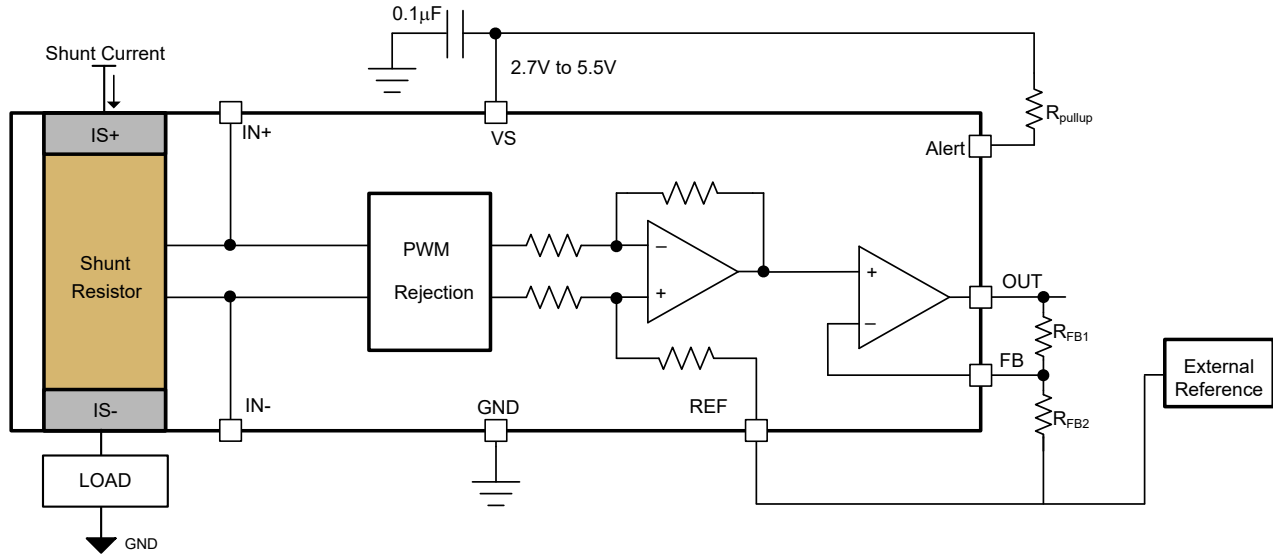 0.1μF
Shunt Current
2.7V to 5.5V
Rpullup
IS+
IN+
VS
Alert
Shunt
Resistor
PWM
Rejection
−
+
+
−
OUT
RFB1
FB
External
Reference
IS-
IN-
GND
REF
RFB2
LOAD
GND